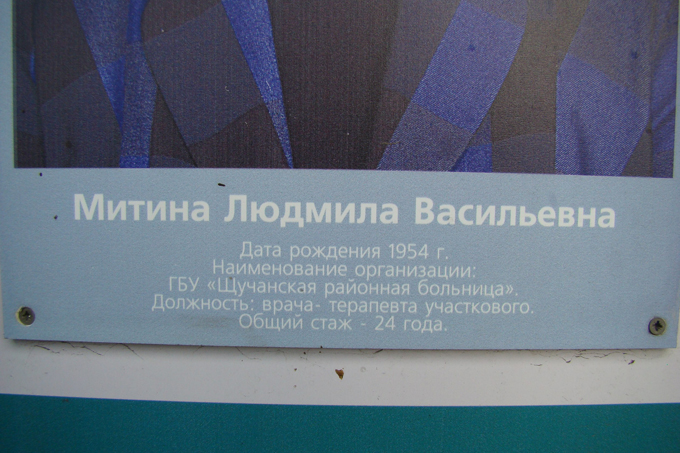 Митина Людмила Васильевна
Дата рождения 1954 г.
Наименование организации:
ГБУ «Щучанская районная больница».
Должность: врача- терапевта участкового.
Общий стаж - 24 года.